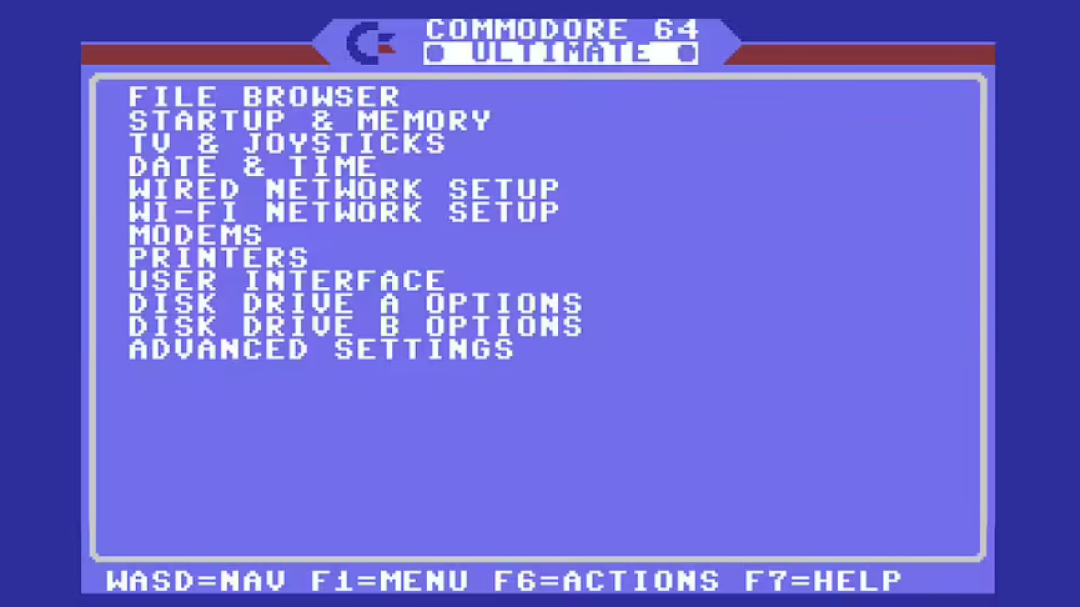 COMMODORE 64
ULTIMATE
FILE BROWSER
STARTUP & MEMORY
TV & JOYSTICKS
DATE & TIME
WIRED NETWORK SETUP
WI-FI NETWORK SETUP
MODEMS
PRINTERS
USER INTERFACE
DISK DRIVE A OPTIONS
DISK DRIVE B OPTIONS
ADVANCED SETTINGS
WASD=NAV F1=MENU F6=ACTIONS F7=HELP